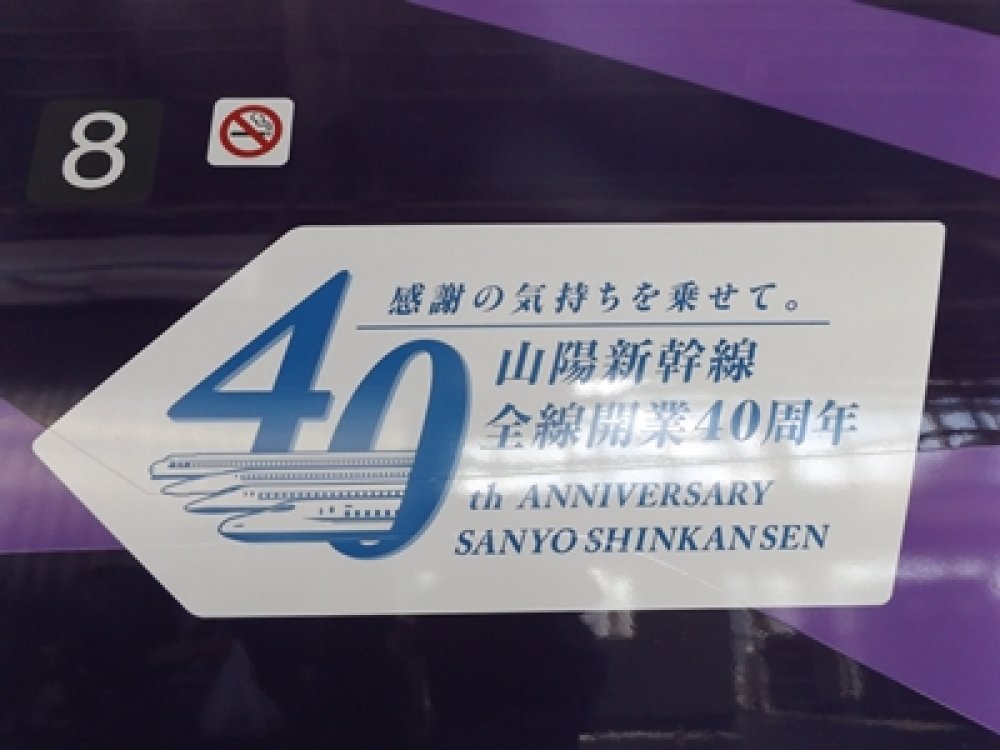 8
感謝の気持ちを乗せて。
40
山陽新幹線
全線開業40周年
th ANNIVERSARY
SANYO SHINKANSEN